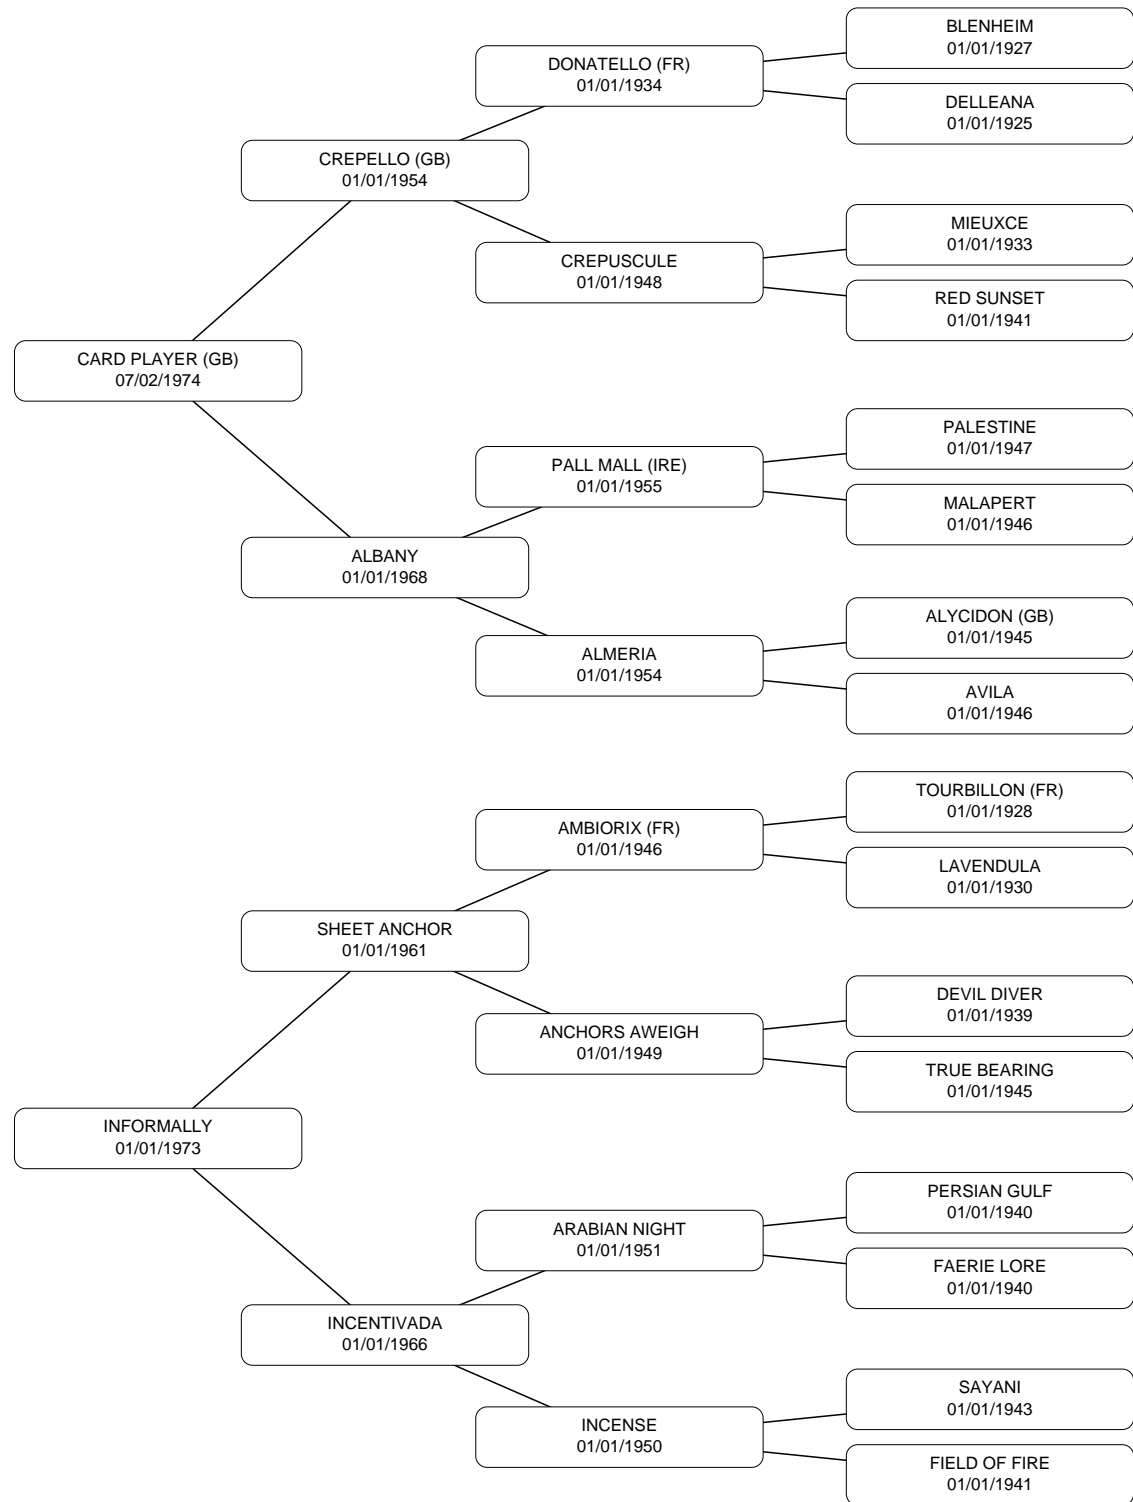 BLENHEIM
01/01/1927
DONATELLO (FR)
01/01/1934
DELLEANA
01/01/1925
CREPELLO (GB)
01/01/1954
MIEUXCE
01/01/1933
CREPUSCULE
01/01/1948
RED SUNSET
01/01/1941
CARD PLAYER (GB)
07/02/1974
PALESTINE
01/01/1947
PALL MALL (IRE)
01/01/1955
MALAPERT
01/01/1946
ALBANY
01/01/1968
ALYCIDON (GB)
01/01/1945
ALMERIA
01/01/1954
AVILA
01/01/1946
TOURBILLON (FR)
01/01/1928
AMBIORIX (FR)
01/01/1946
LAVENDULA
01/01/1930
SHEET ANCHOR
01/01/1961
DEVIL DIVER
01/01/1939
ANCHORS AWEIGH
01/01/1949
TRUE BEARING
01/01/1945
INFORMALLY
01/01/1973
PERSIAN GULF
01/01/1940
ARABIAN NIGHT
01/01/1951
FAERIE LORE
01/01/1940
INCENTIVADA
01/01/1966
SAYANI
01/01/1943
INCENSE
01/01/1950
FIELD OF FIRE
01/01/1941